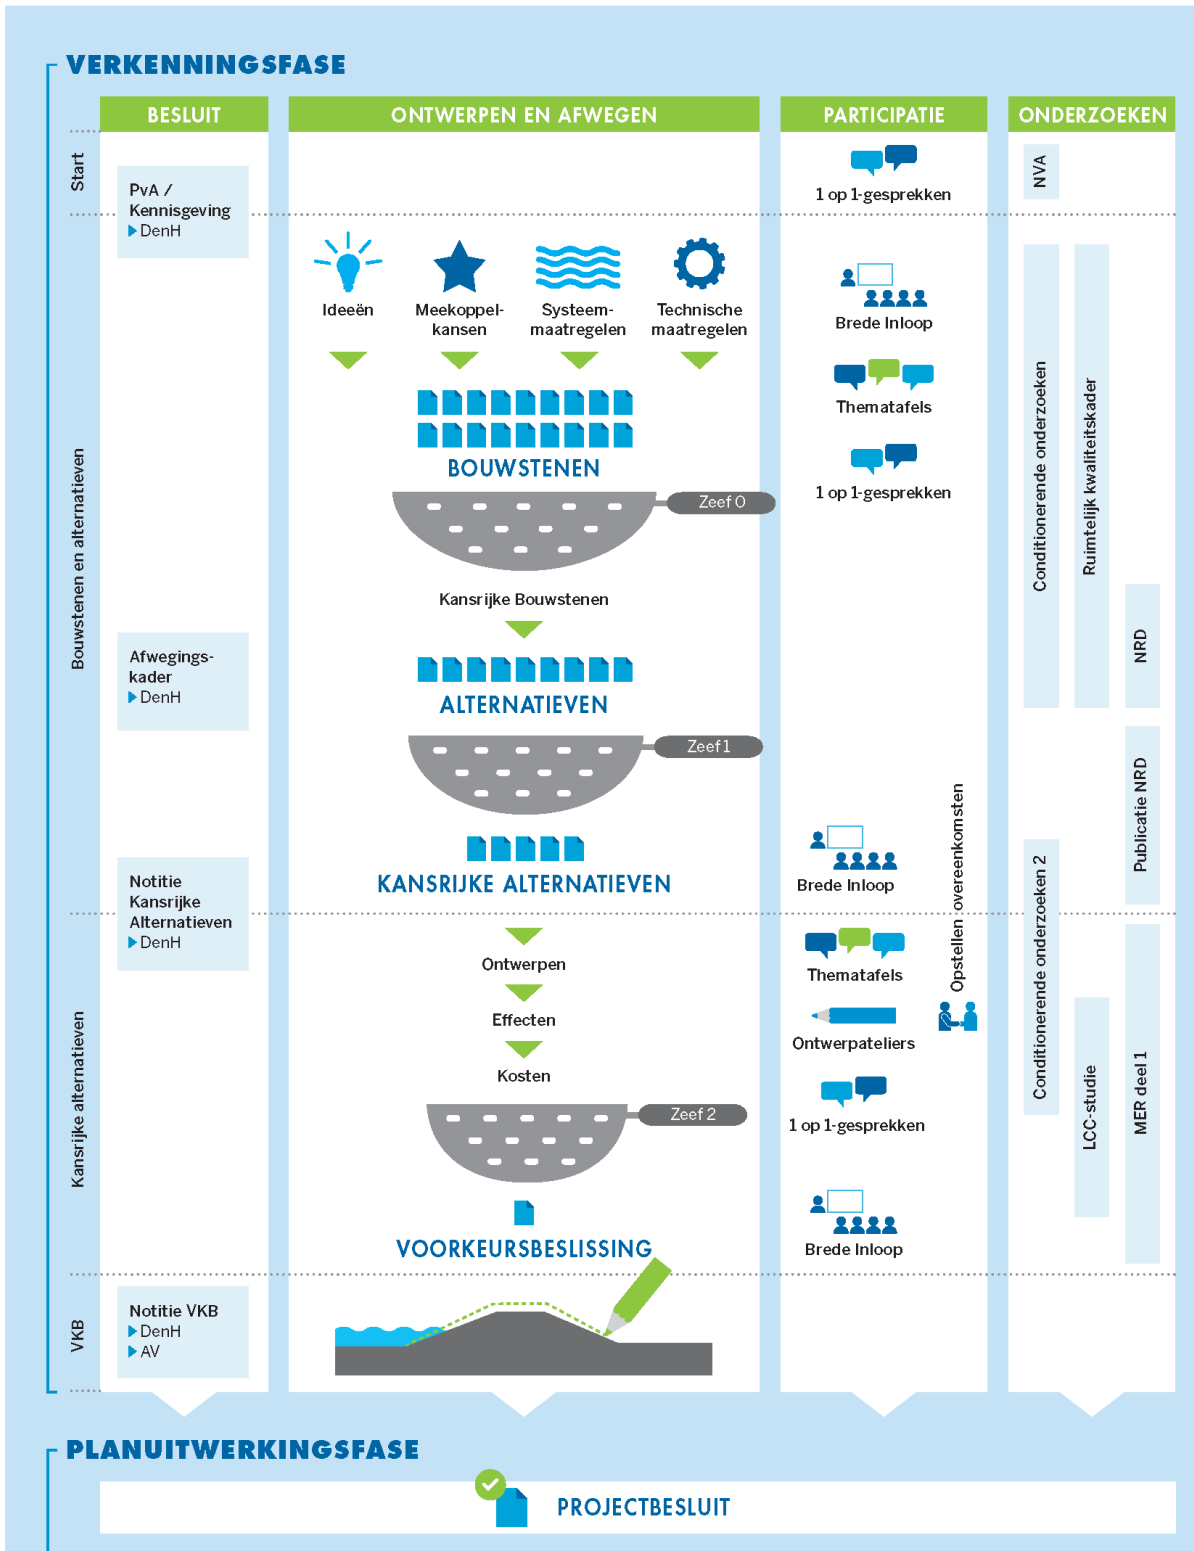 VERKENNINGSFASE
BESLUIT
ONTWERPEN EN AFWEGEN
PARTICIPATIE
ONDERZOEKEN
Start
PvA /
Kennisgeving
DenH
1 op 1-gesprekken
NVA
Bouwstenen en alternatieven
Ideeën
Meekoppel-
kansen
Systeem-
maatregelen
Technische
maatregelen
BOUWSTENEN
Zeef 0
Kansrijke Bouwstenen
Afwegings-
kader
DenH
ALTERNATIEVEN
Zeef 1
KANSRIJKE ALTERNATIEVEN
Notitie
Kansrijke
Alternatieven
DenH
Brede Inloop
Thematafels
1 op 1-gesprekken
Brede Inloop
Conditionerende onderzoeken
Ruimtelijk kwaliteitskader
NRD
Publicatie NRD
Kansrijke alternatieven
Ontwerpen
Effecten
Kosten
Zeef 2
VOORKEURSBESLISSING
Thematafels
Ontwerpateliers
1 op 1-gesprekken
Brede Inloop
Opstellen overeenkomsten
Conditionerende onderzoeken 2
LCC-studie
MER deel 1
VKB
Notitie VKB
DenH
AV
PLANUITWERKINGSFASE
PROJECTBESLUIT